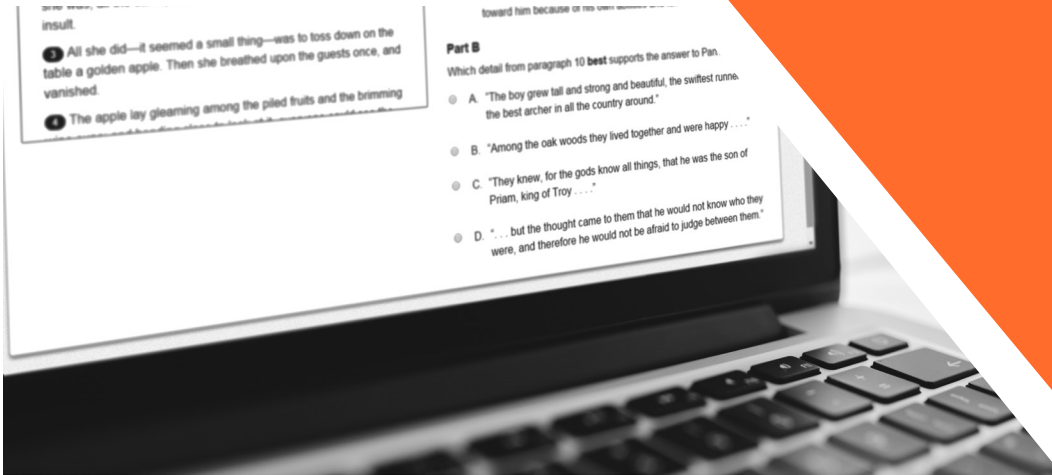 insult.
3 All she did—it seemed a small thing—was to toss down on the
table a golden apple. Then she breathed upon the guests once, and
vanished.
4 The apple lay gleaming among the piled fruits and the brimming
toward him because of his own
Part B
Which detail from paragraph 10 best supports the answer to Pan.
A. "The boy grew tall and strong and beautiful, the swiftest runne
the best archer in all the country around."
B. "Among the oak woods they lived together and were happy . . . ."
C. "They knew, for the gods know all things, that he was the son of
Priam, king of Troy . . . ."
D. ". . . but the thought came to them that he would not know who they
were, and therefore he would not be afraid to judge between them."